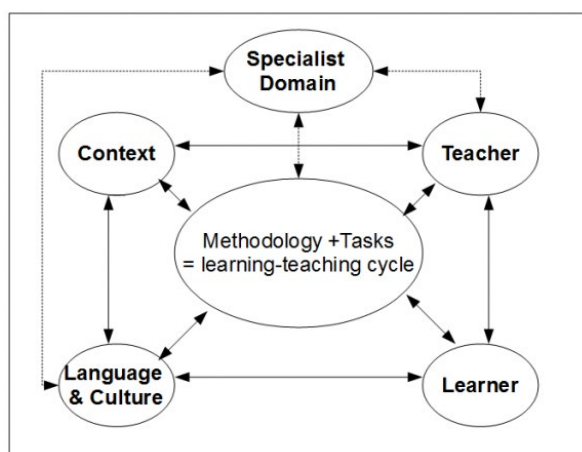 Specialist
Domain
Context
Teacher
Methodology +Tasks
= learning-teaching cycle
Language
& Culture
Learner